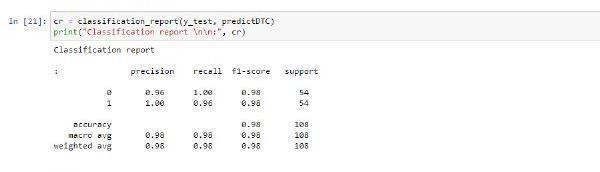 In [21]: cr = classification_report(y_test, predictDTC)
print("Classification report \n\n:", cr)
Classification report
: precision recall f1-score support
0 0.96 1.00 0.98 54
1 1.00 0.96 0.98 54
accuracy 0.98 108
macro avg 0.98 0.98 0.98 108
weighted avg 0.98 0.98 0.98 108